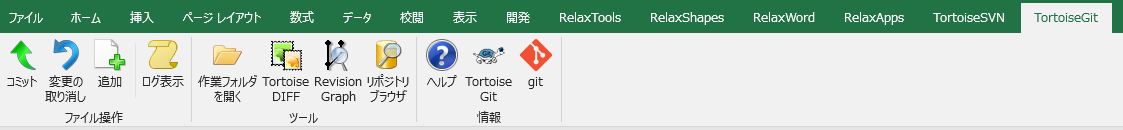 ファイル ホーム 挿入 ページ レイアウト 数式 データ 校閲 表示 開発 RelaxTools RelaxShapes RelaxWord RelaxApps TortoiseSVN TortoiseGit
コミット 変更の取り消し 追加 ログ表示 作業フォルダを開く Tortoise DIFF Revision Graph リポジトリブラウザ ヘルプ Tortoise Git git
ファイル操作 ツール 情報